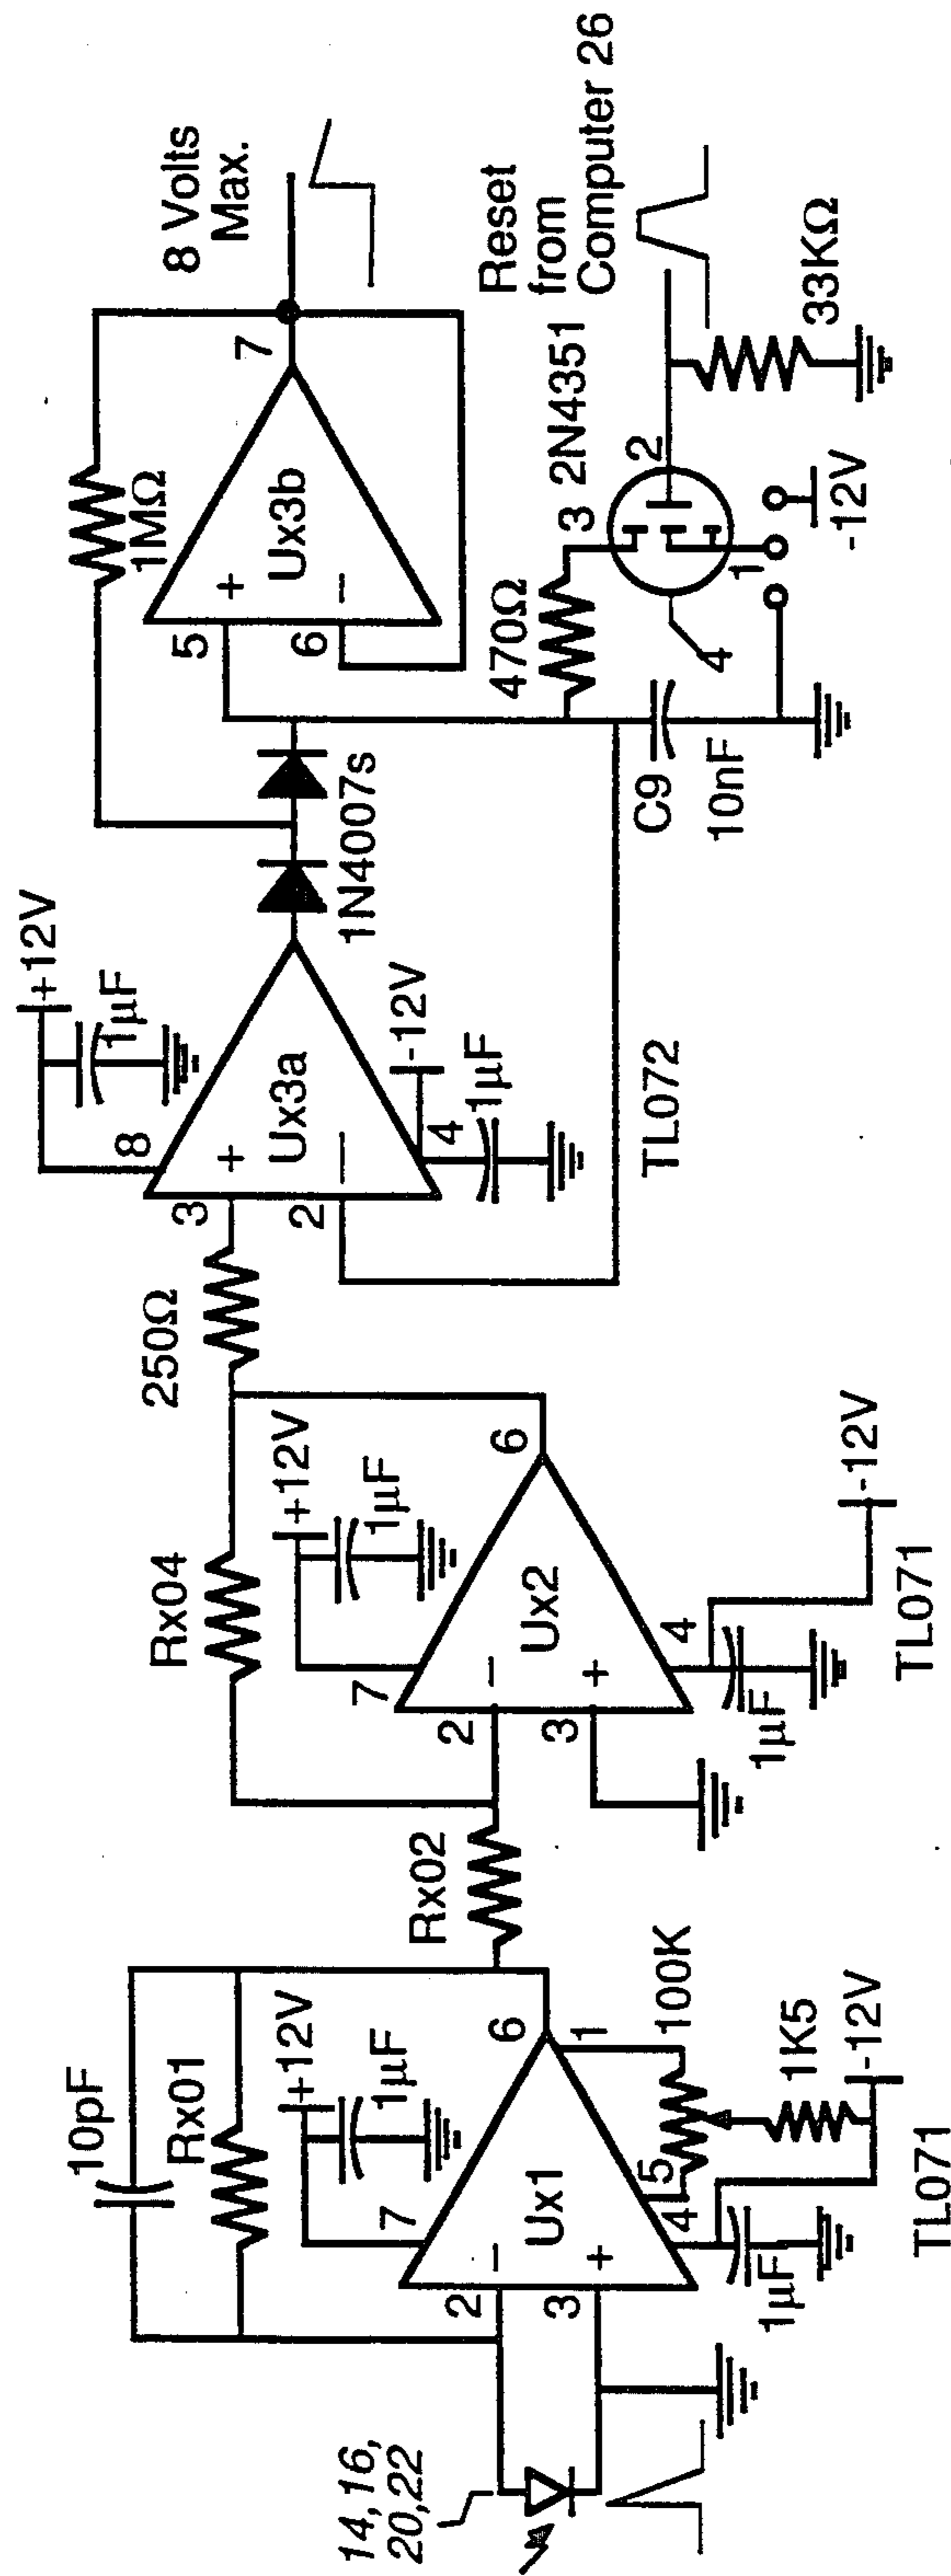 14, 16,
20,22
10pF
Rx01
+12V
1µF
7
2
−
3
+
Ux1
6
1
5
4
100K
1K5
-12V
1µF
TL071
Rx02
Rx04
+12V
1µF
7
2
−
3
+
Ux2
6
4
1µF
-12V
TL071
250Ω
+12V
1µF
8
3
+
2
−
Ux3a
4
-12V
1µF
TL072
1N4007s
1MΩ
5
+
6
−
Ux3b
7
8 Volts
Max.
470Ω
3
2N4351
2
1
4
C9
10nF
-12V
33KΩ
Reset
from
Computer 26